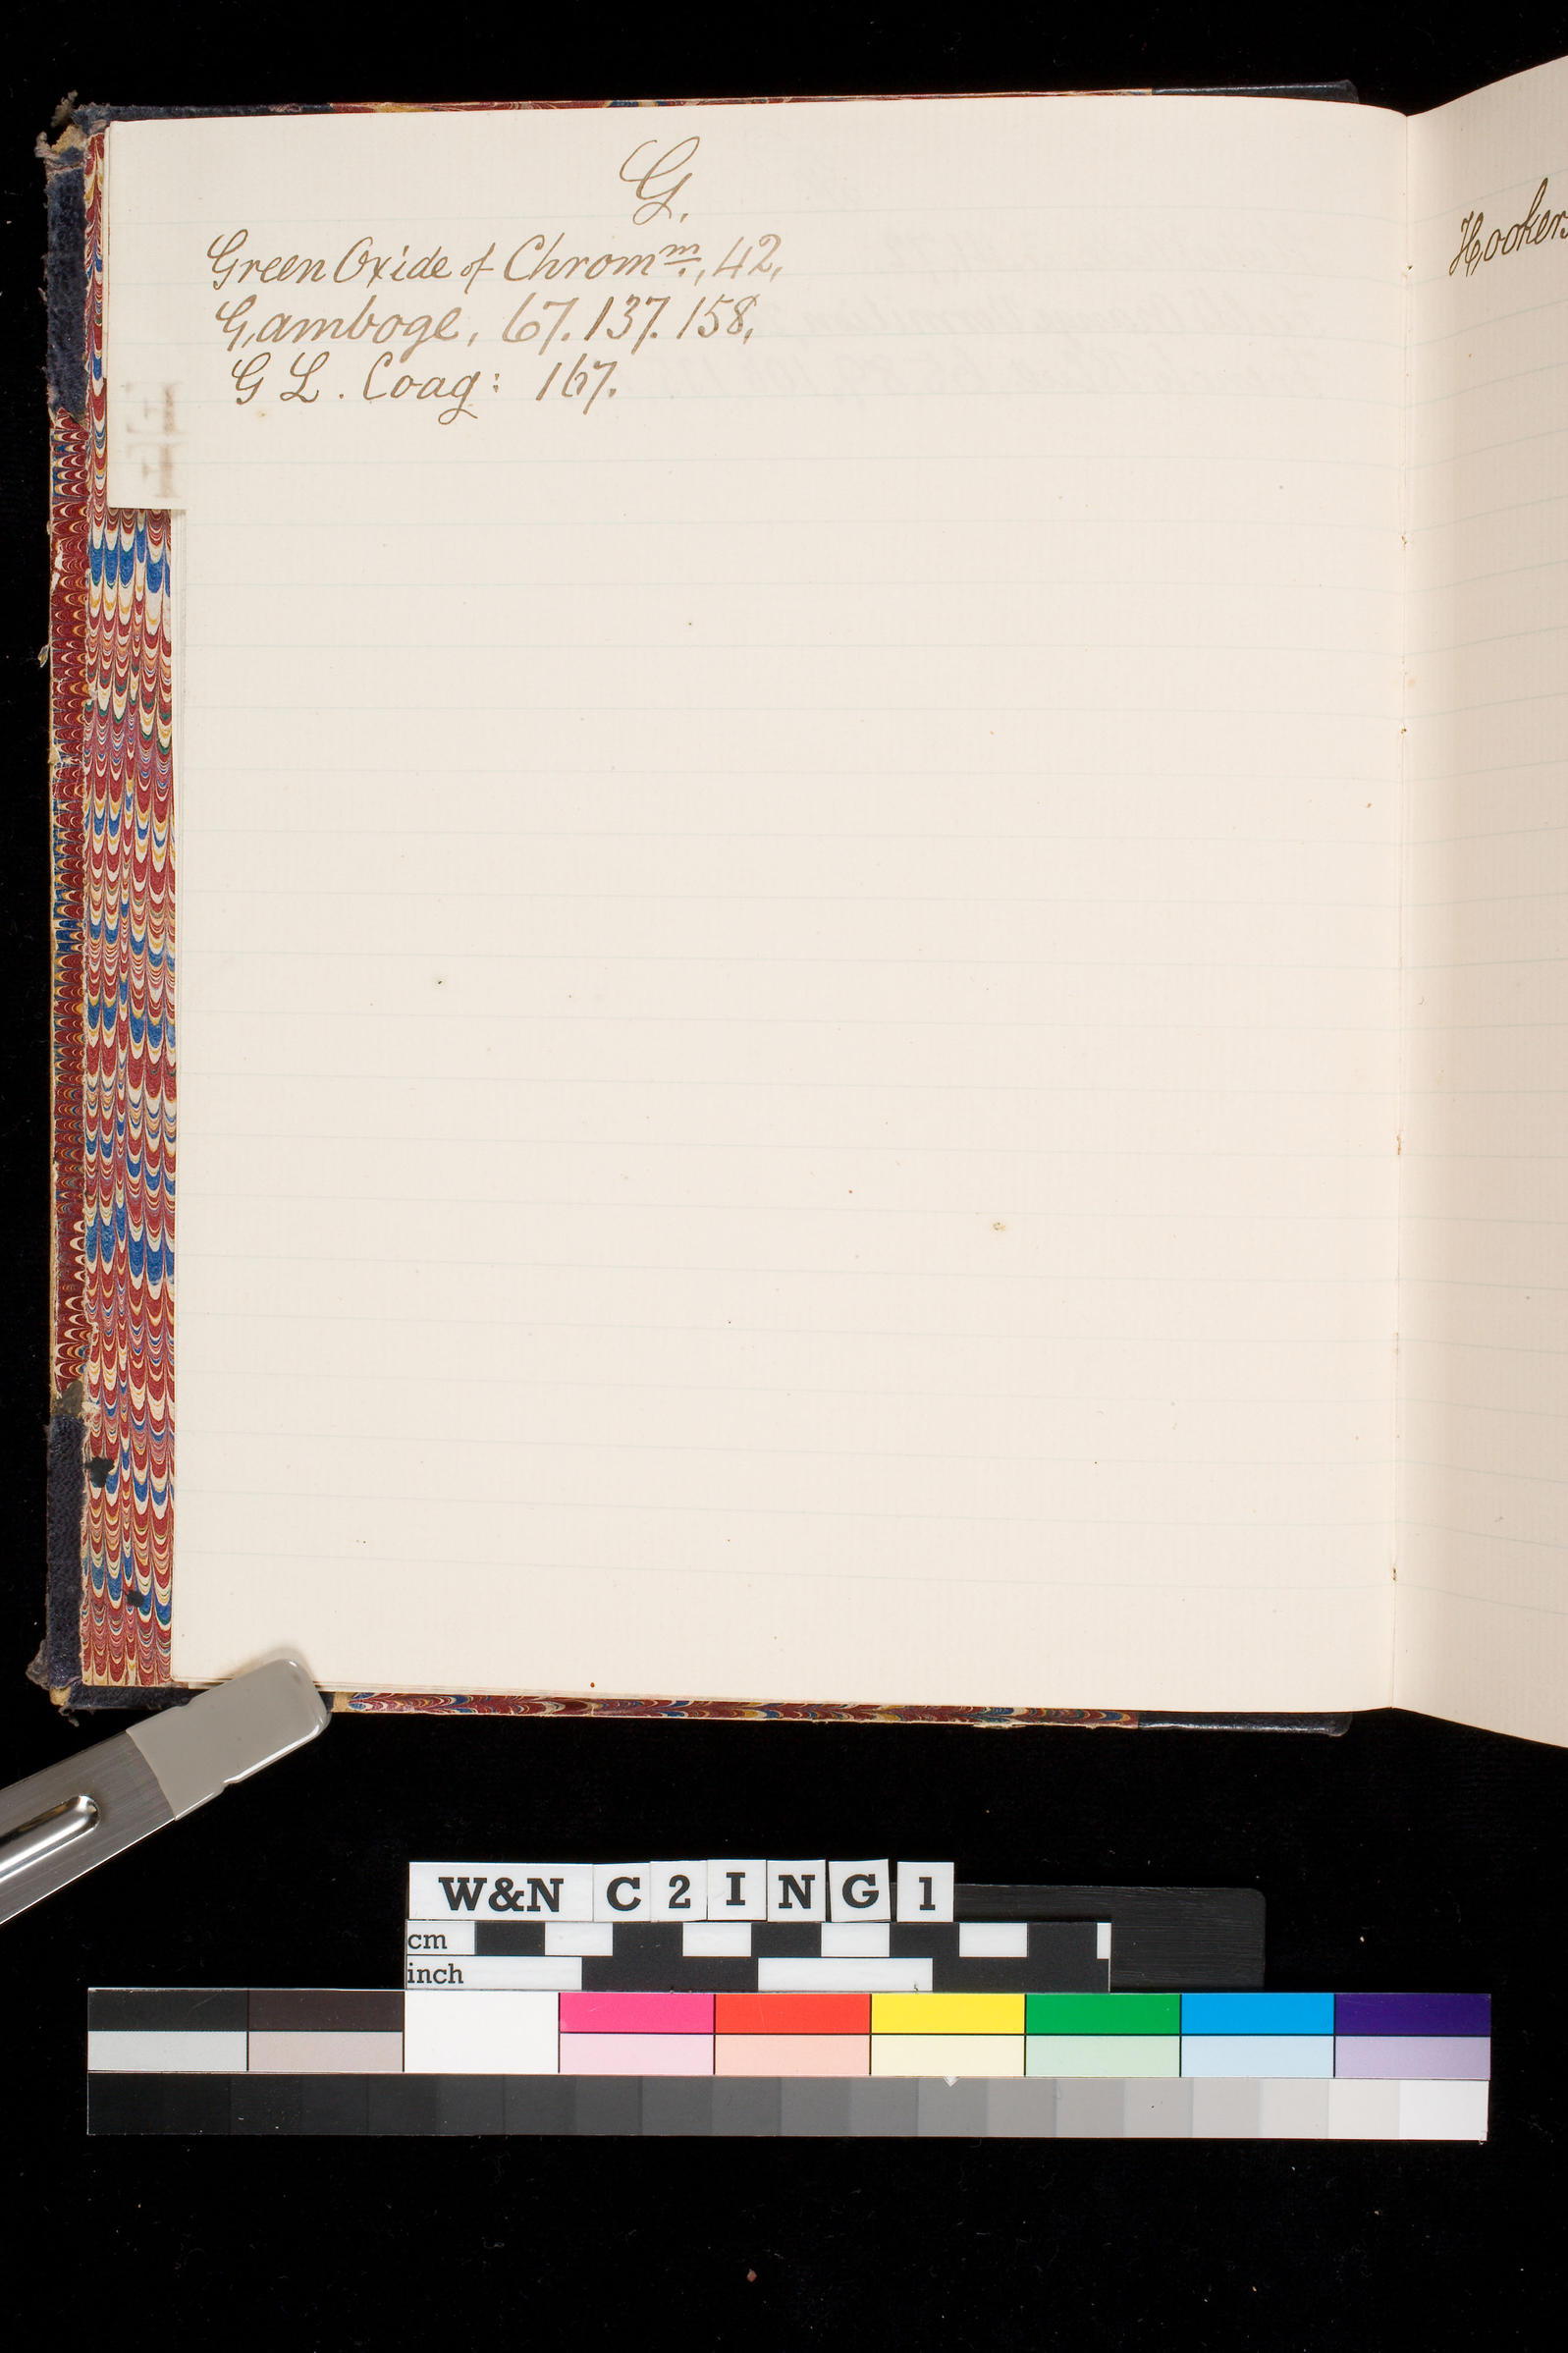 G.
Green Oxide of Chromm., 42,
Gamboge, 67. 137. 158,
G L. Coag: 167.
Hookers
W&N C 2 I N G 1
cm
inch